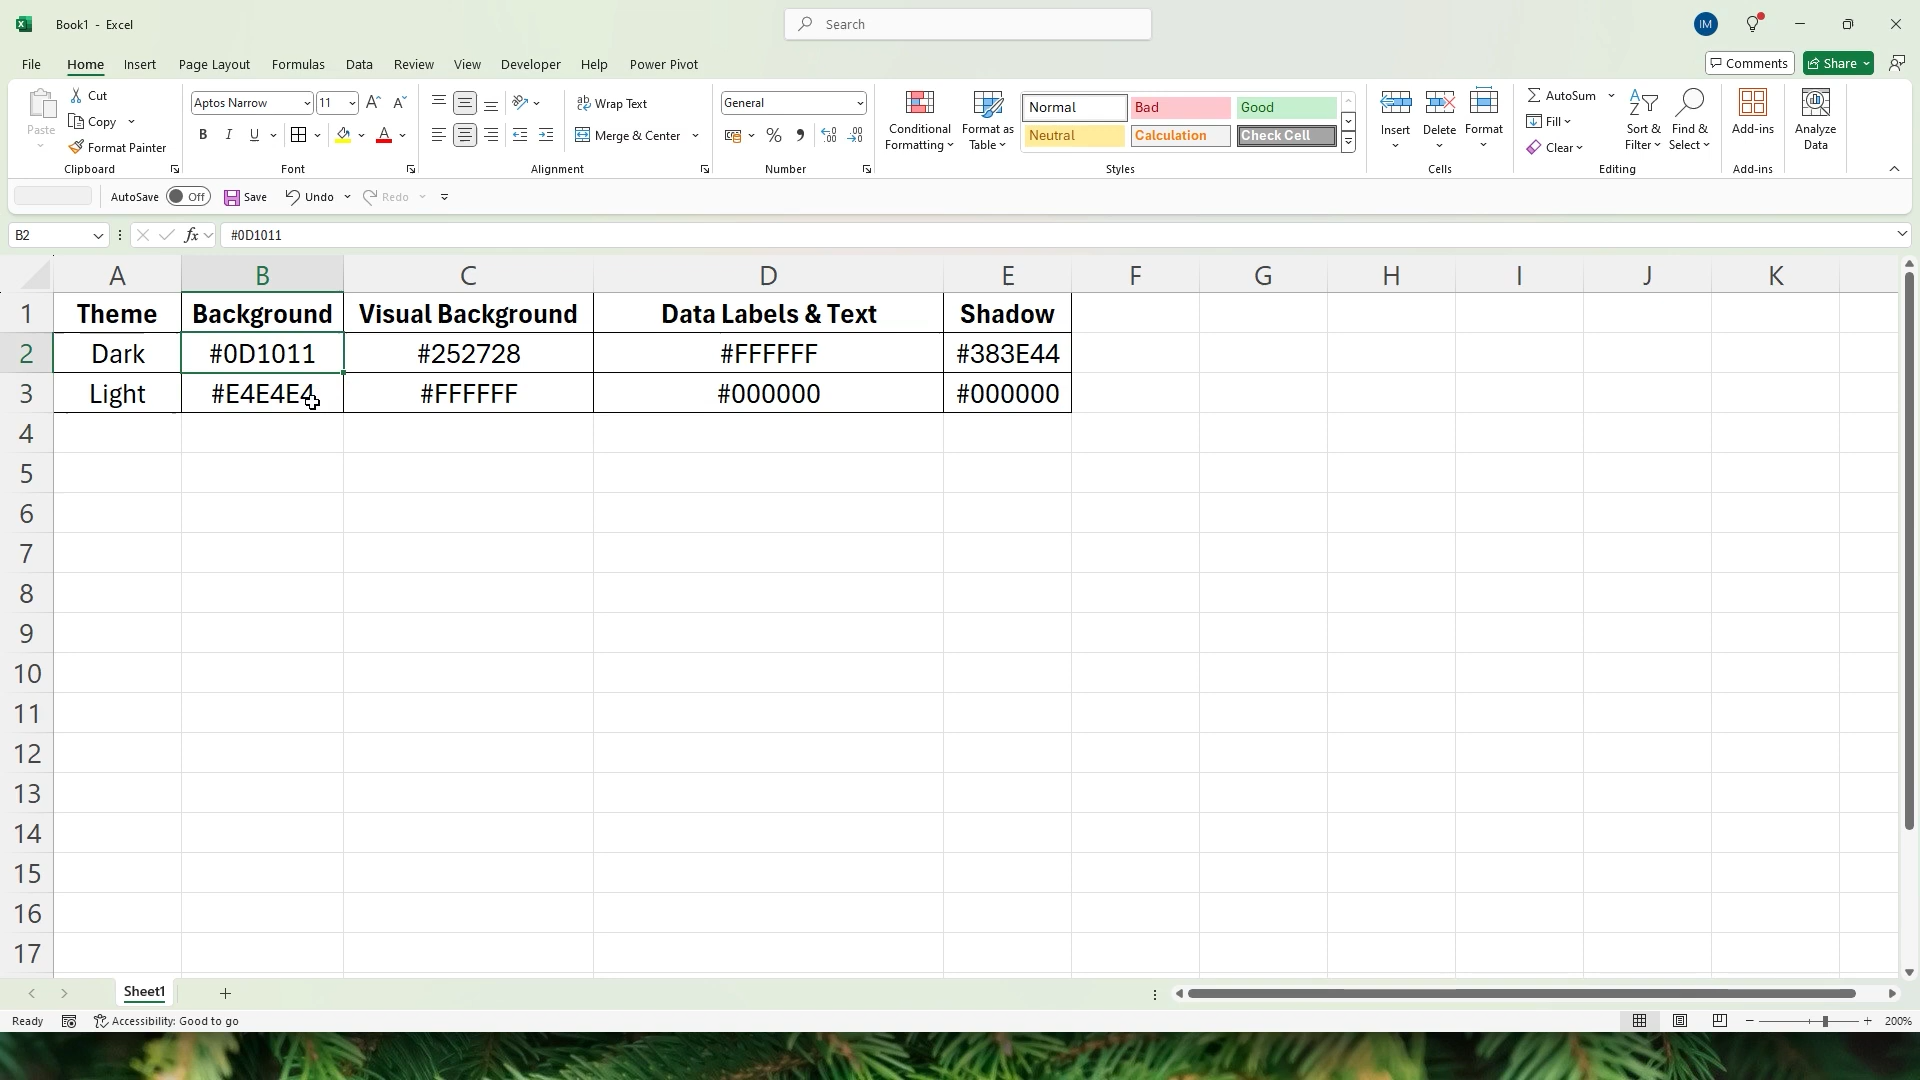 Book1 - Excel
Search
IM
File Home Insert Page Layout Formulas Data Review View Developer Help Power Pivot
Comments Share
Paste
Cut
Copy
Format Painter
Clipboard
Aptos Narrow 11
B I U A
Font
Wrap Text
Merge & Center
Alignment
General
Number
Conditional Formatting
Format as Table
Normal Bad Good
Neutral Calculation Check Cell
Styles
Insert Delete Format
Cells
AutoSum
Fill
Clear
Sort & Filter
Find & Select
Editing
Add-ins
Add-ins
Analyze Data
AutoSave Off Save Undo Redo
B2 fx #0D1011
A B C D E F G H I J K
1 Theme Background Visual Background Data Labels & Text Shadow
2 Dark #0D1011 #252728 #FFFFFF #383E44
3 Light #E4E4E4 #FFFFFF #000000 #000000
4
5
6
7
8
9
10
11
12
13
14
15
16
17
Sheet1
Ready Accessibility: Good to go 200%